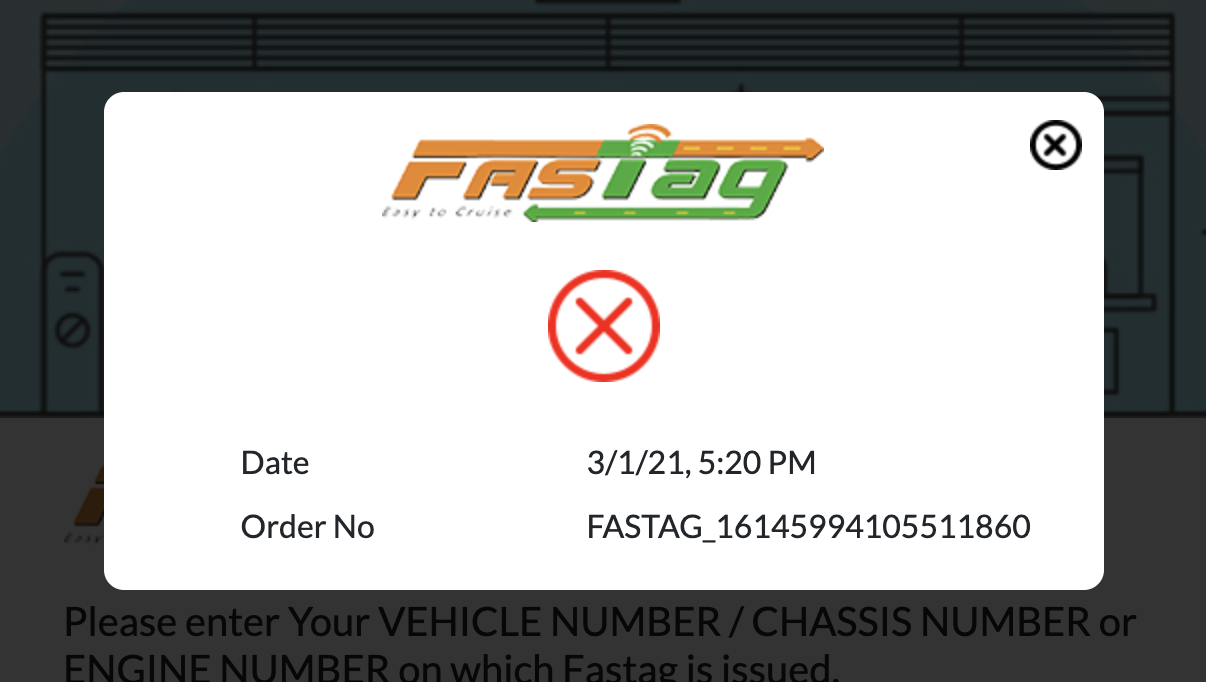 FASTag
Easy to Cruise
Date 3/1/21, 5:20 PM
Order No FASTAG_16145994105511860
Please enter Your VEHICLE NUMBER / CHASSIS NUMBER or
ENGINE NUMBER on which Fastag is issued.